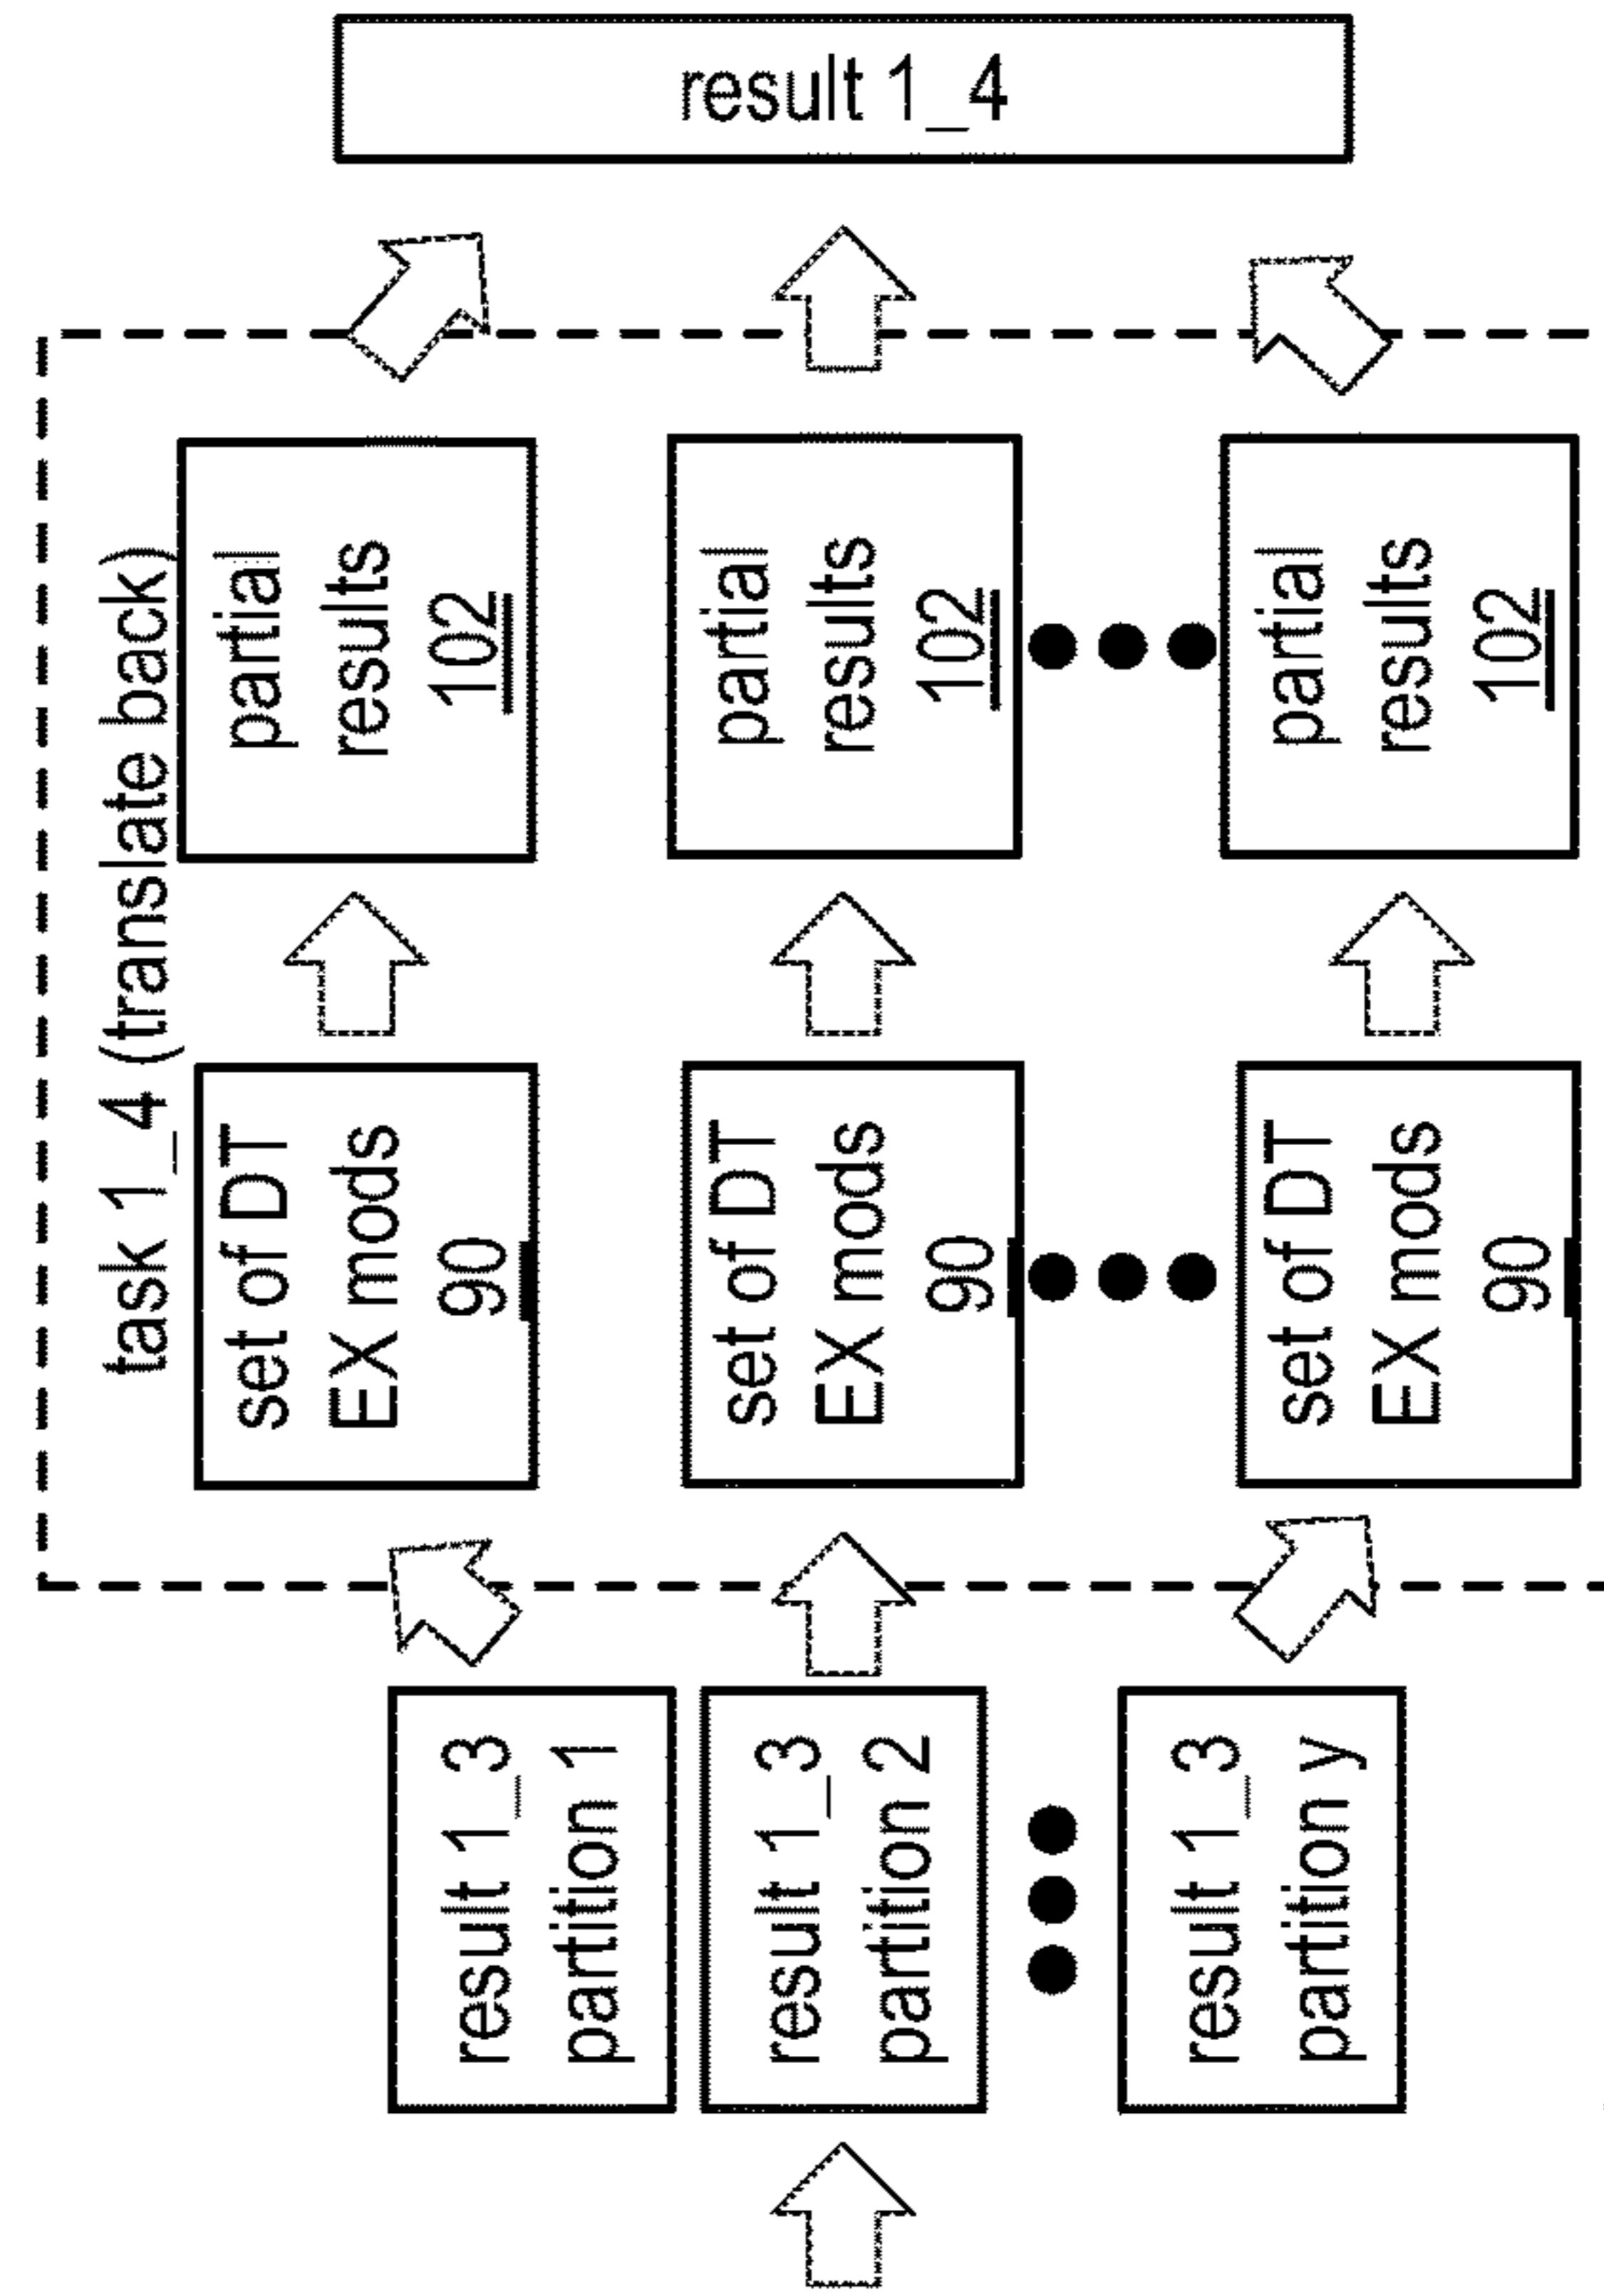 result 1_4
task 1_4 (translate back)
partial
results
102
partial
results
102
partial
results
102
set of DT
EX mods
90
set of DT
EX mods
90
set of DT
EX mods
90
result 1_3
partition 1
result 1_3
partition 2
result 1_3
partition y